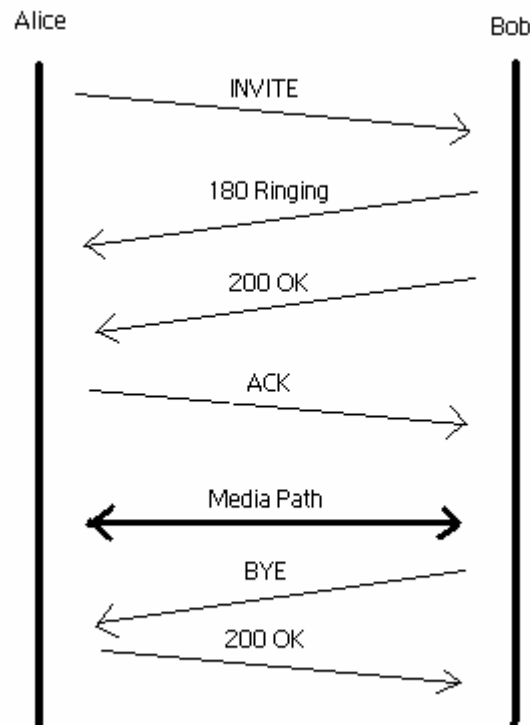 Alice
Bob
INVITE
180 Ringing
200 OK
ACK
Media Path
BYE
200 OK